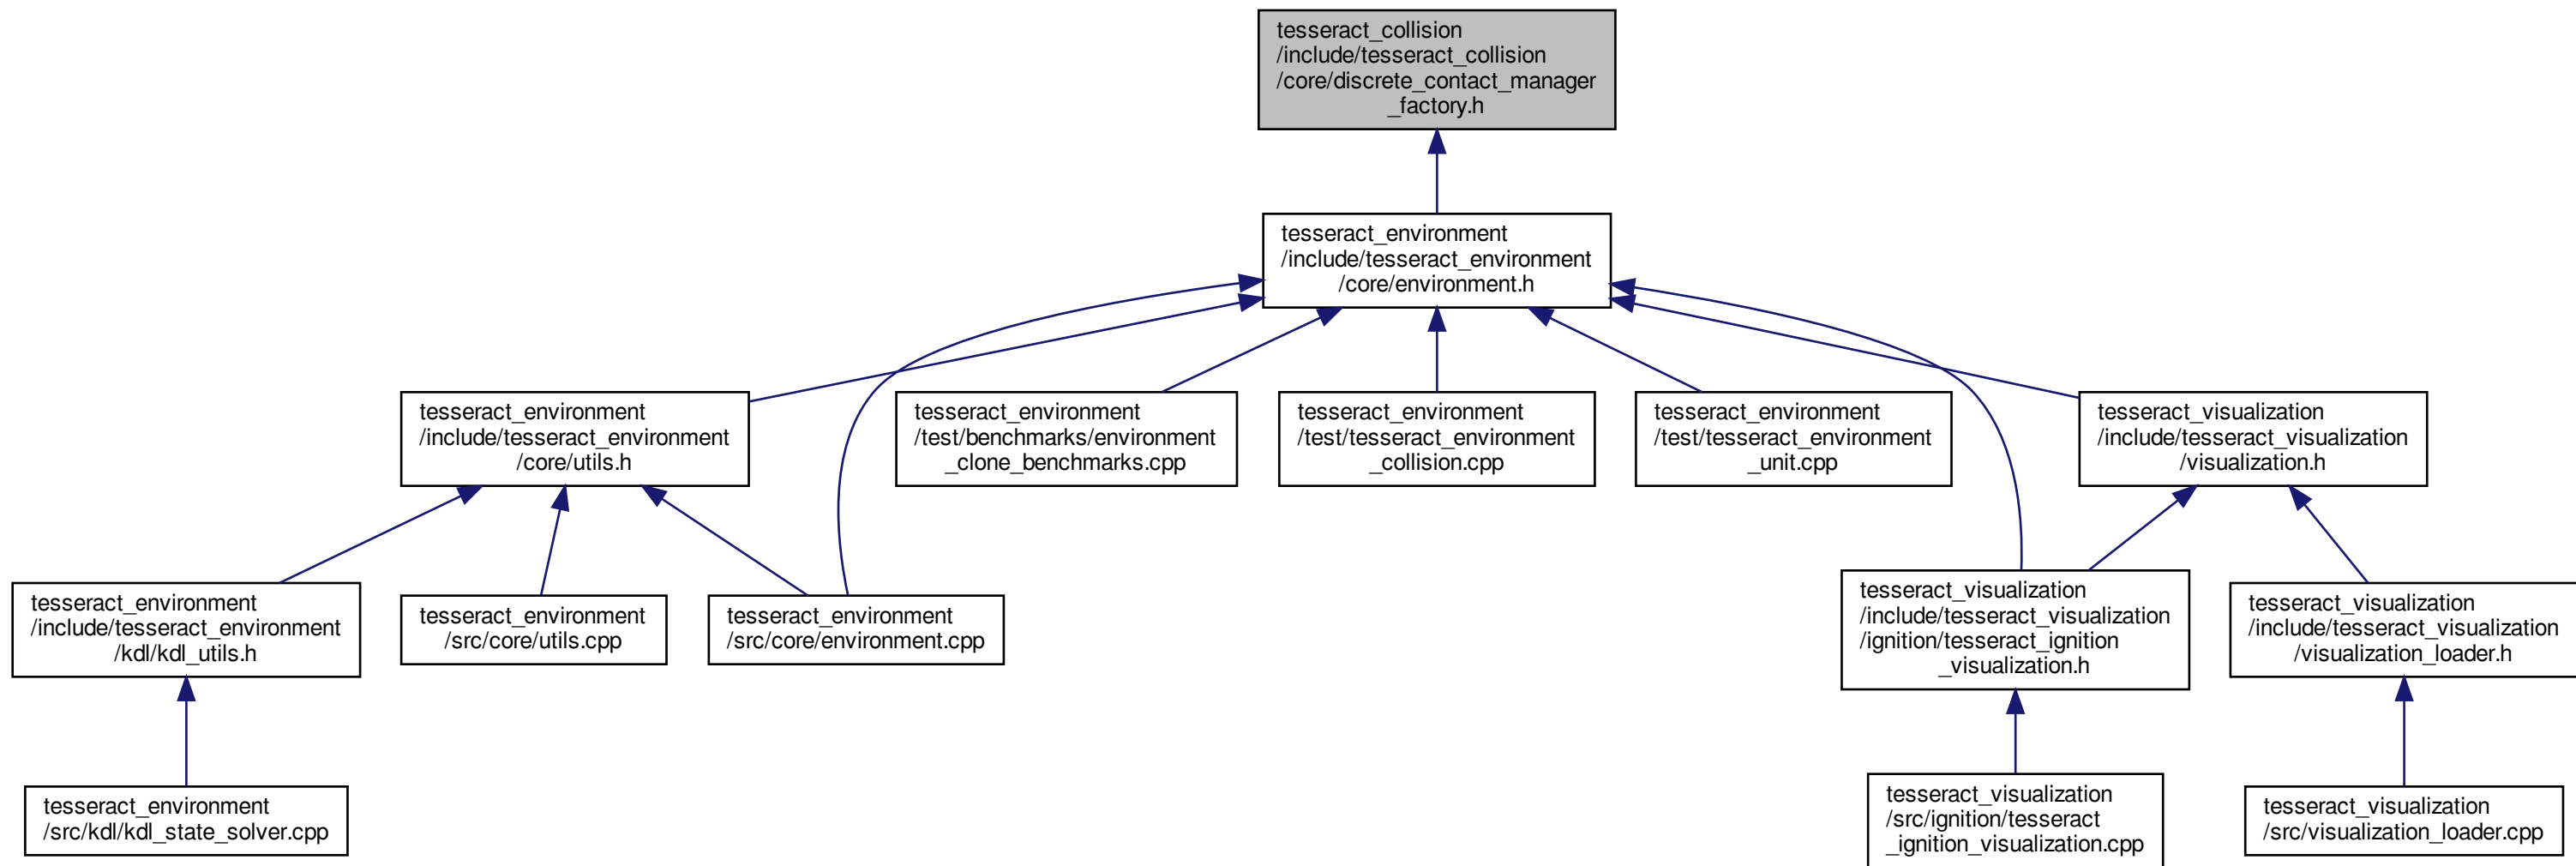 tesseract_collision
/include/tesseract_collision
/core/discrete_contact_manager
_factory.h
tesseract_environment
/include/tesseract_environment
/core/environment.h
tesseract_environment
/include/tesseract_environment
/core/utils.h
tesseract_environment
/test/benchmarks/environment
_clone_benchmarks.cpp
tesseract_environment
/test/tesseract_environment
_collision.cpp
tesseract_environment
/test/tesseract_environment
_unit.cpp
tesseract_visualization
/include/tesseract_visualization
/visualization.h
tesseract_environment
/include/tesseract_environment
/kdl/kdl_utils.h
tesseract_environment
/src/core/utils.cpp
tesseract_environment
/src/core/environment.cpp
tesseract_visualization
/include/tesseract_visualization
/ignition/tesseract_ignition
_visualization.h
tesseract_visualization
/include/tesseract_visualization
/visualization_loader.h
tesseract_environment
/src/kdl/kdl_state_solver.cpp
tesseract_visualization
/src/ignition/tesseract
_ignition_visualization.cpp
tesseract_visualization
/src/visualization_loader.cpp